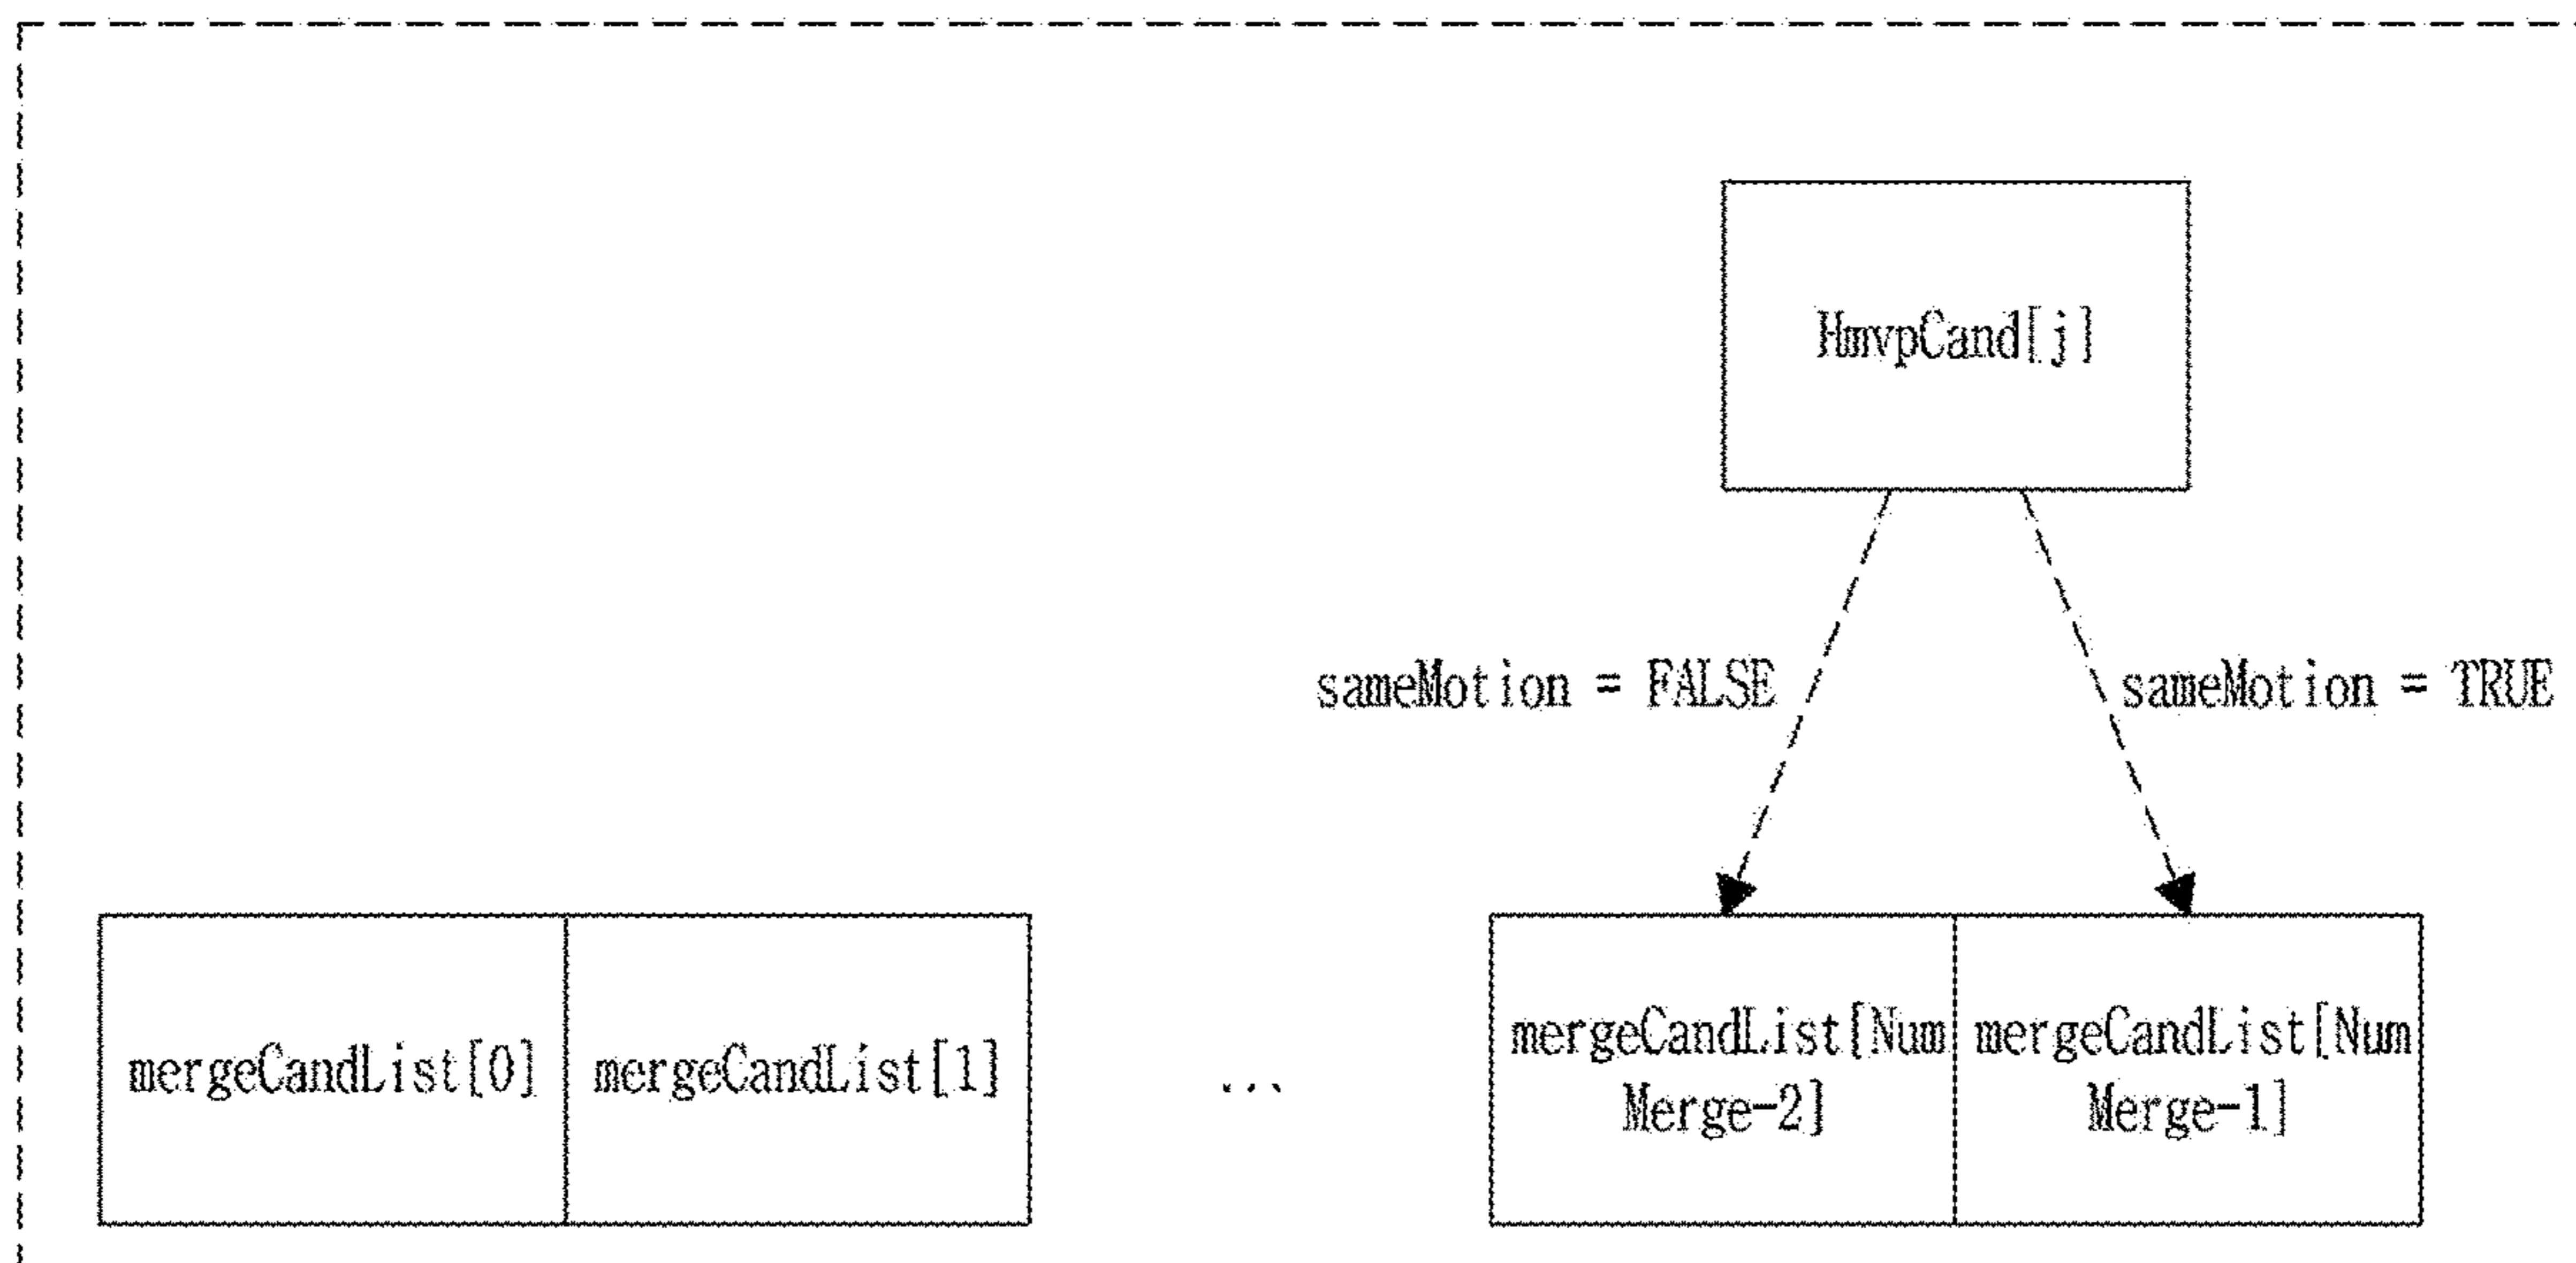 HmvpCand[j]
sameMotion = FALSE
sameMotion = TRUE
mergeCandList[0]
mergeCandList[1]
...
mergeCandList[Num
Merge-2]
mergeCandList[Num
Merge-1]